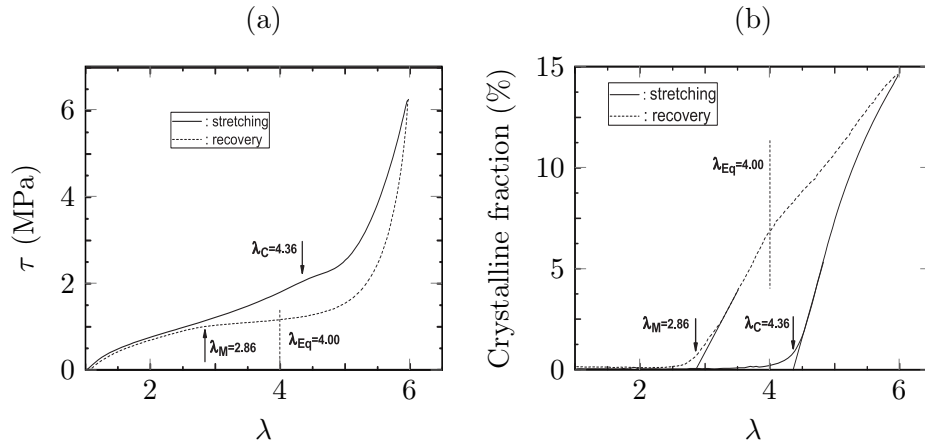 (a)
(b)
τ (MPa)
6
4
2
0
2
4
6
λ
: stretching
: recovery
λC=4.36
λM=2.86
λEq=4.00
Crystalline fraction (%)
15
10
5
0
2
4
6
λ
: stretching
: recovery
λEq=4.00
λM=2.86
λC=4.36